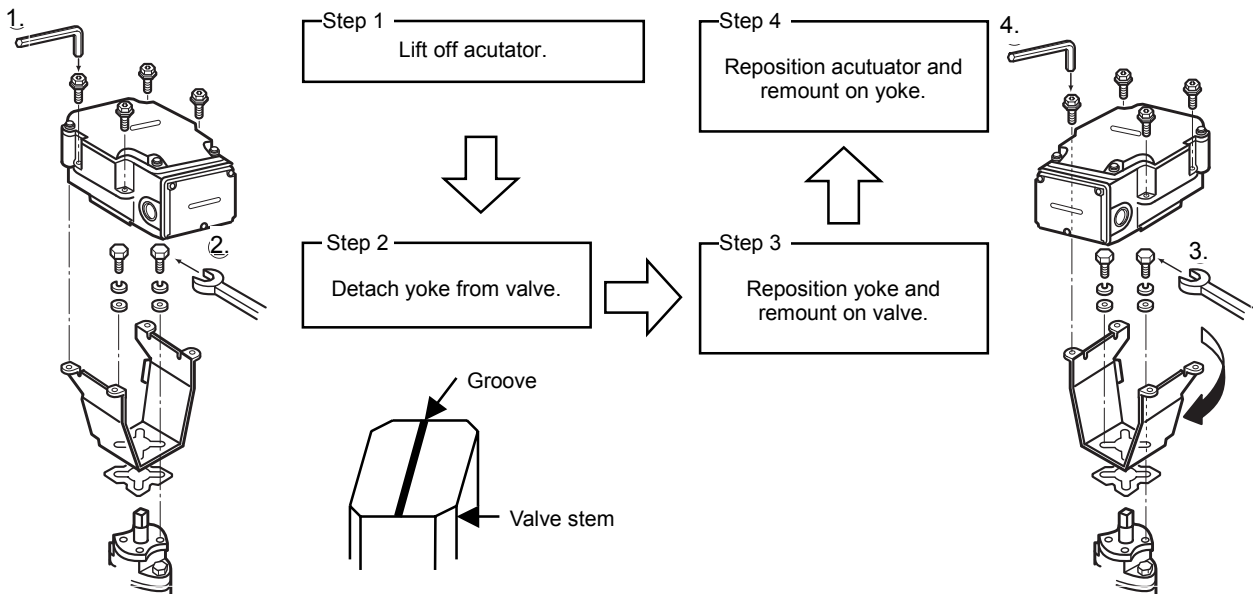 1.
Step 1
Lift off acutator.
Step 4
Reposition acutuator and
remount on yoke.
4.
2.
Step 2
Detach yoke from valve.
Step 3
Reposition yoke and
remount on valve.
3.
Groove
Valve stem